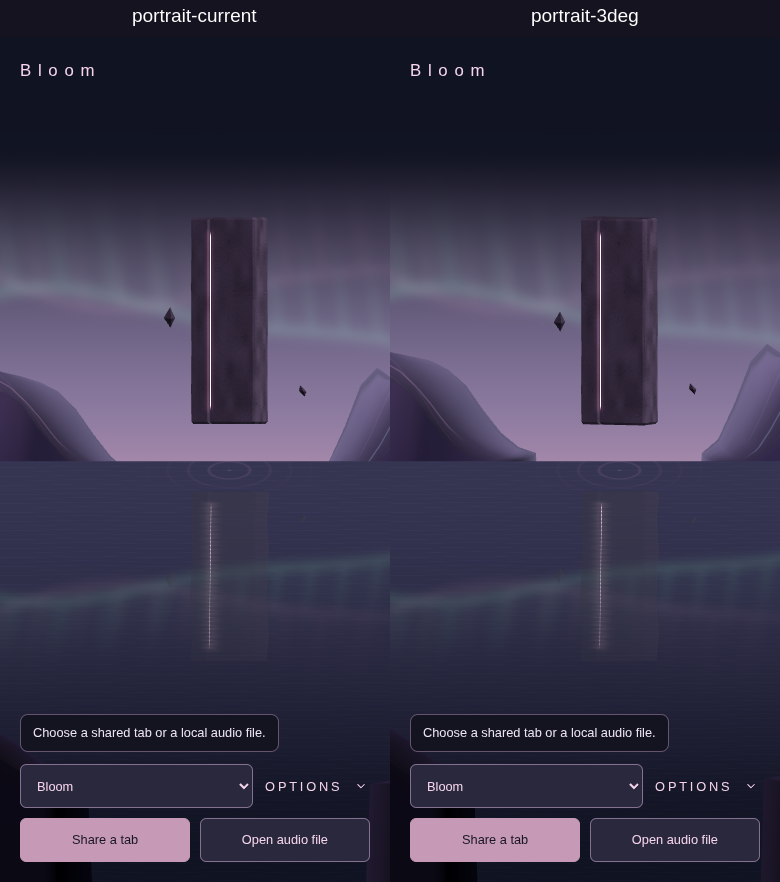 portrait-current
portrait-3deg
Bloom
Bloom
Choose a shared tab or a local audio file.
Choose a shared tab or a local audio file.
Bloom
OPTIONS
Bloom
OPTIONS
Share a tab
Open audio file
Share a tab
Open audio file